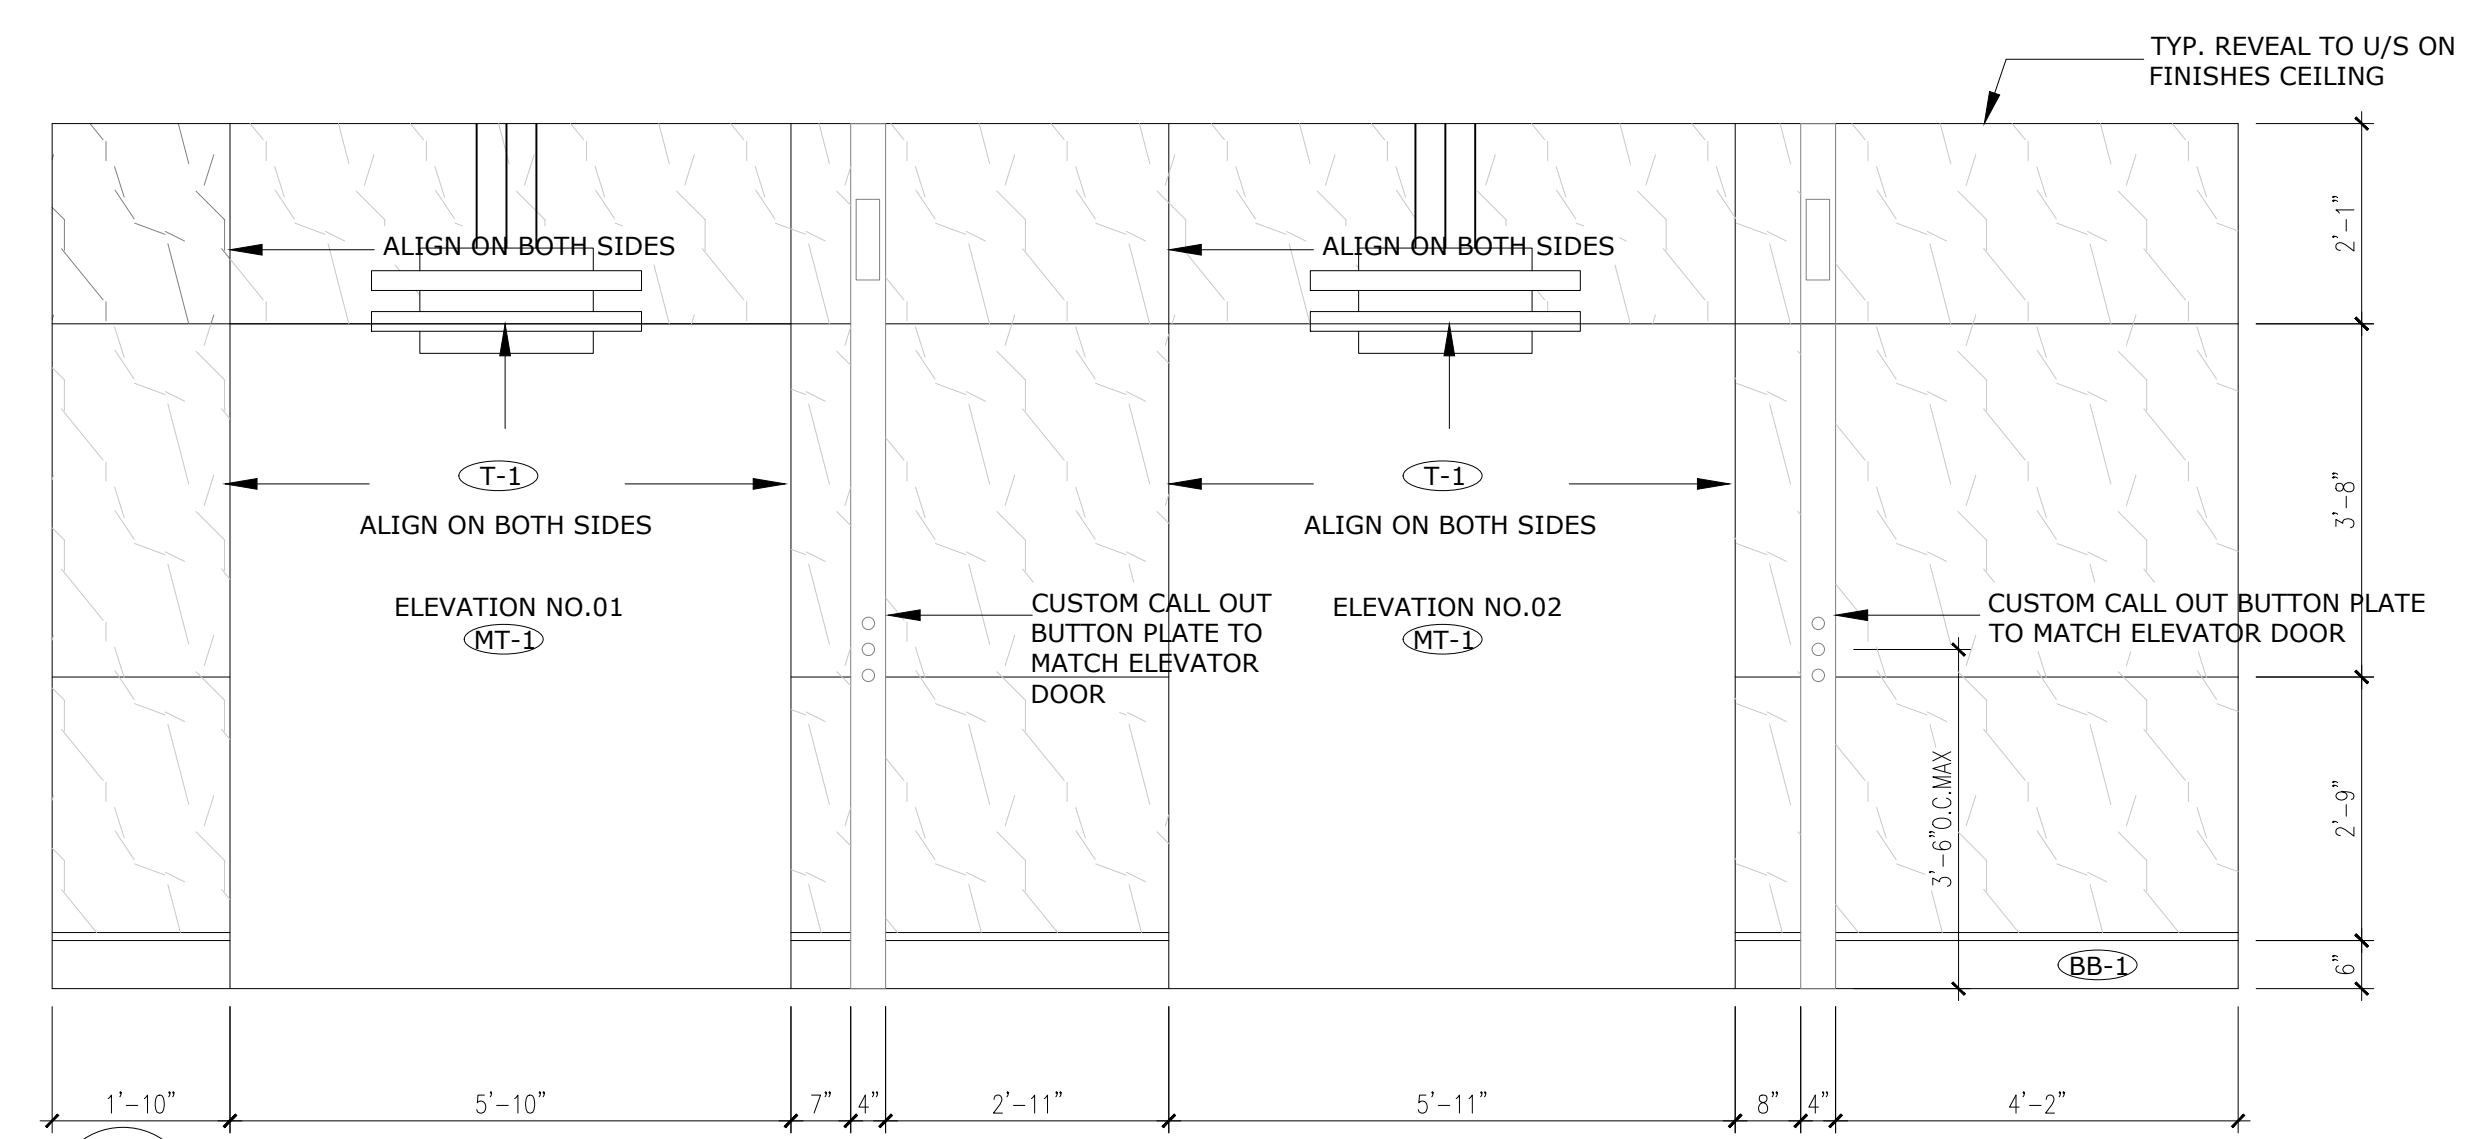 TYP. REVEAL TO U/S ON
FINISHES CEILING
ALIGN ON BOTH SIDES
ALIGN ON BOTH SIDES
2'-1"
T-1
ALIGN ON BOTH SIDES
T-1
ALIGN ON BOTH SIDES
3'-8"
ELEVATION NO.01
MT-1
CUSTOM CALL OUT
BUTTON PLATE TO
MATCH ELEVATOR
DOOR
ELEVATION NO.02
MT-1
CUSTOM CALL OUT BUTTON PLATE
TO MATCH ELEVATOR DOOR
3'-6"O.C.MAX
2'-9"
BB-1
6"
1'-10"
5'-10"
7"
4"
2'-11"
5'-11"
8"
4"
4'-2"